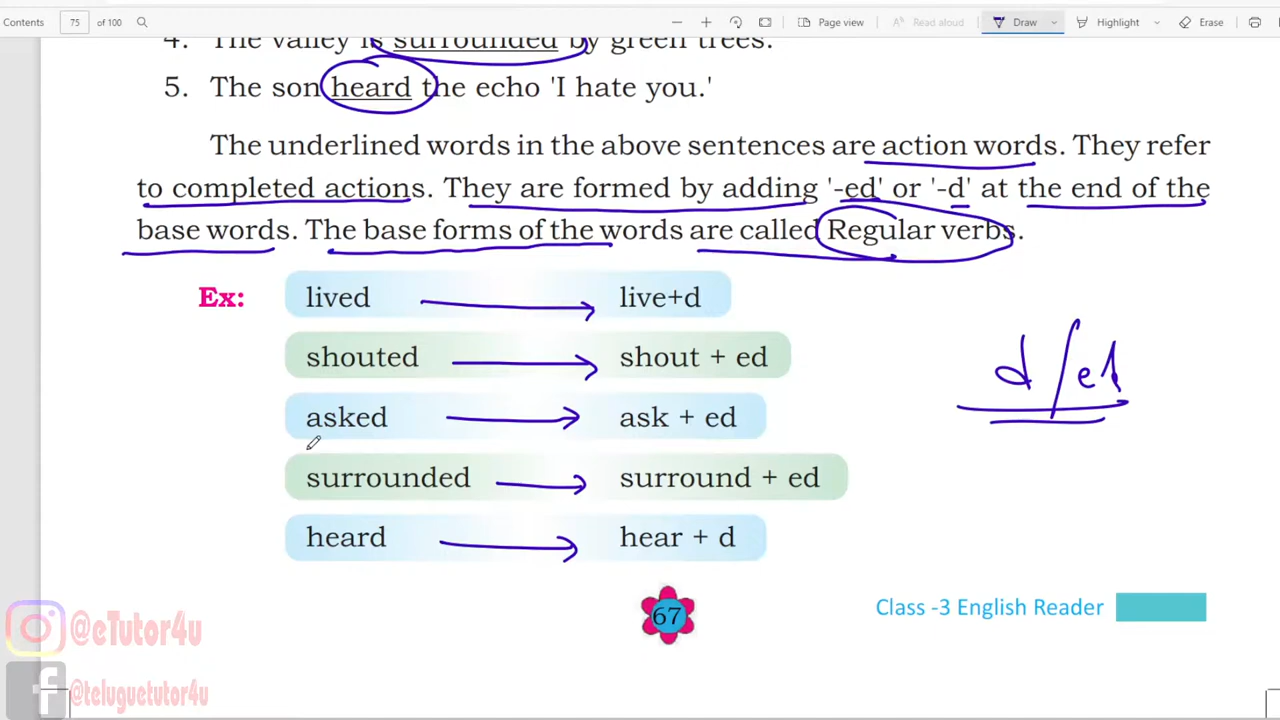 Contents 75 of 100 Page view Read aloud Draw Highlight Erase
4. The valley is surrounded by green trees.
5. The son heard the echo 'I hate you.'
The underlined words in the above sentences are action words. They refer
to completed actions. They are formed by adding '-ed' or '-d' at the end of the
base words. The base forms of the words are called Regular verbs.
Ex: lived live+d
shouted shout + ed
d/ed
asked ask + ed
surrounded surround + ed
heard hear + d
67
Class -3 English Reader
@eTutor4u
@teluguetutor4u